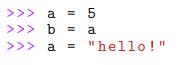 >>> a = 5
>>> b = a
>>> a = "hello!"